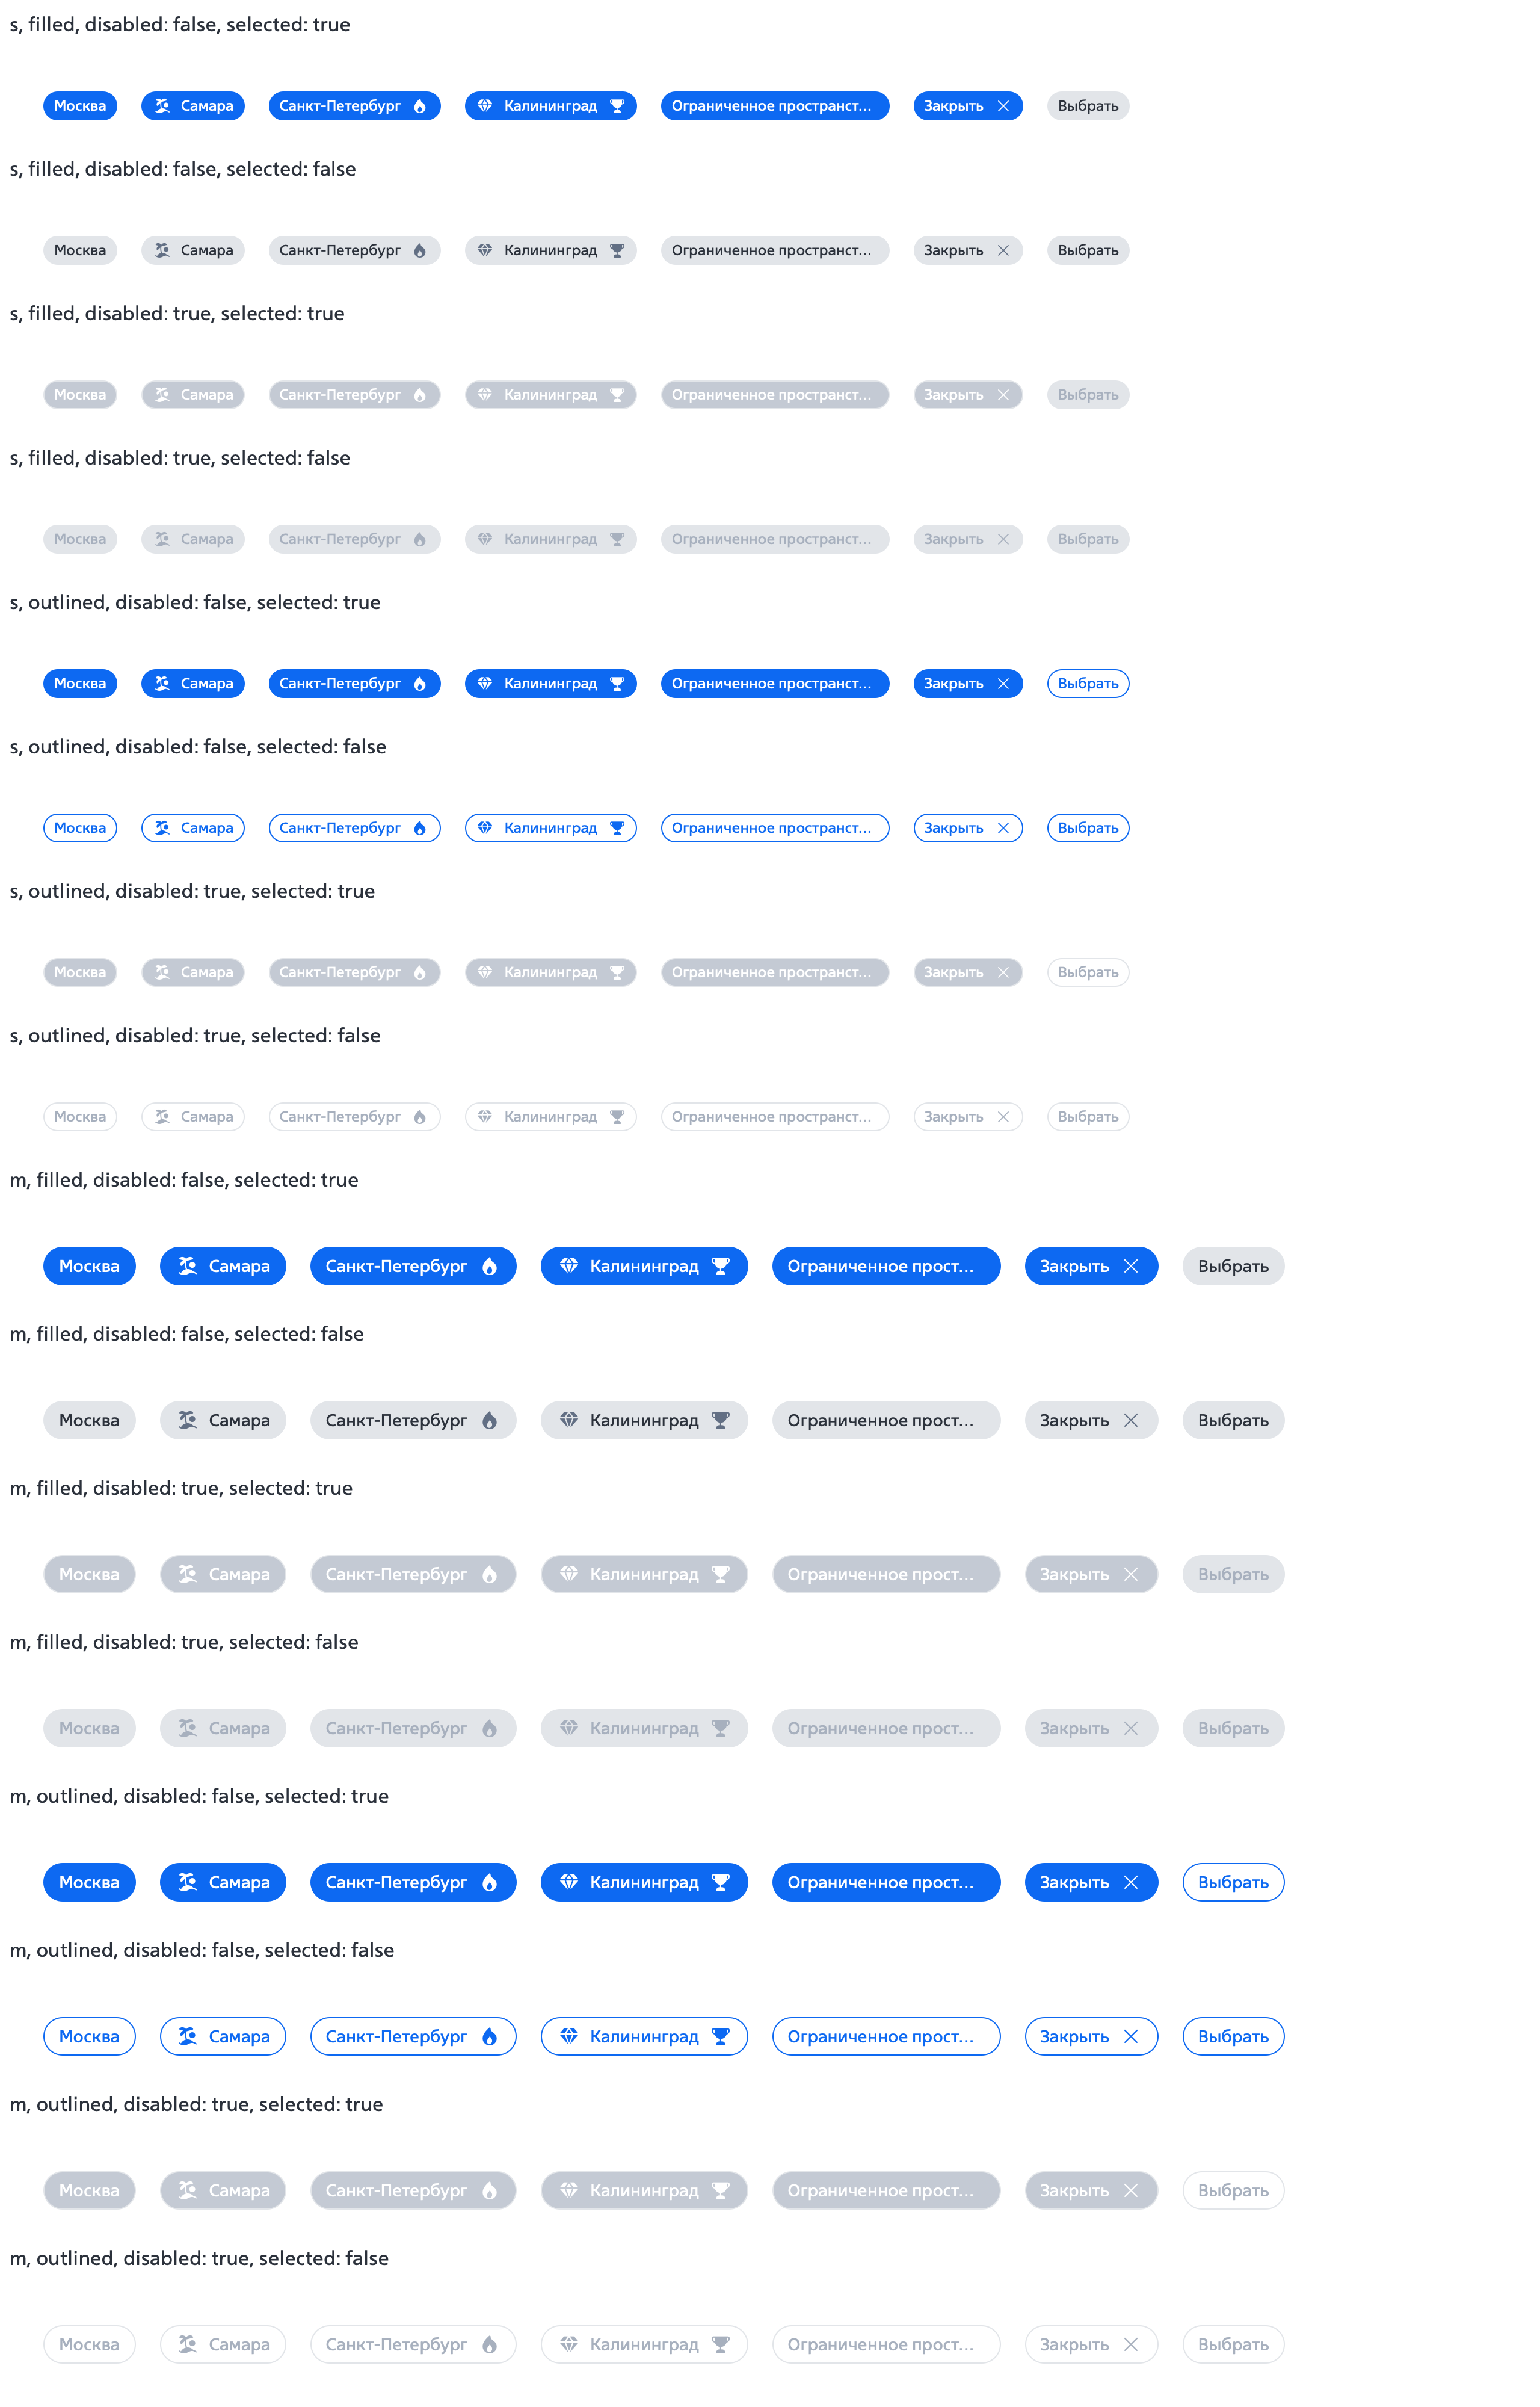 s, filled, disabled: false, selected: true
Москва Самара Санкт-Петербург Калининград Ограниченное пространст... Закрыть Выбрать
s, filled, disabled: false, selected: false
Москва Самара Санкт-Петербург Калининград Ограниченное пространст... Закрыть Выбрать
s, filled, disabled: true, selected: true
Москва Самара Санкт-Петербург Калининград Ограниченное пространст... Закрыть Выбрать
s, filled, disabled: true, selected: false
Москва Самара Санкт-Петербург Калининград Ограниченное пространст... Закрыть Выбрать
s, outlined, disabled: false, selected: true
Москва Самара Санкт-Петербург Калининград Ограниченное пространст... Закрыть Выбрать
s, outlined, disabled: false, selected: false
Москва Самара Санкт-Петербург Калининград Ограниченное пространст... Закрыть Выбрать
s, outlined, disabled: true, selected: true
Москва Самара Санкт-Петербург Калининград Ограниченное пространст... Закрыть Выбрать
s, outlined, disabled: true, selected: false
Москва Самара Санкт-Петербург Калининград Ограниченное пространст... Закрыть Выбрать
m, filled, disabled: false, selected: true
Москва Самара Санкт-Петербург Калининград Ограниченное прост... Закрыть Выбрать
m, filled, disabled: false, selected: false
Москва Самара Санкт-Петербург Калининград Ограниченное прост... Закрыть Выбрать
m, filled, disabled: true, selected: true
Москва Самара Санкт-Петербург Калининград Ограниченное прост... Закрыть Выбрать
m, filled, disabled: true, selected: false
Москва Самара Санкт-Петербург Калининград Ограниченное прост... Закрыть Выбрать
m, outlined, disabled: false, selected: true
Москва Самара Санкт-Петербург Калининград Ограниченное прост... Закрыть Выбрать
m, outlined, disabled: false, selected: false
Москва Самара Санкт-Петербург Калининград Ограниченное прост... Закрыть Выбрать
m, outlined, disabled: true, selected: true
Москва Самара Санкт-Петербург Калининград Ограниченное прост... Закрыть Выбрать
m, outlined, disabled: true, selected: false
Москва Самара Санкт-Петербург Калининград Ограниченное прост... Закрыть Выбрать